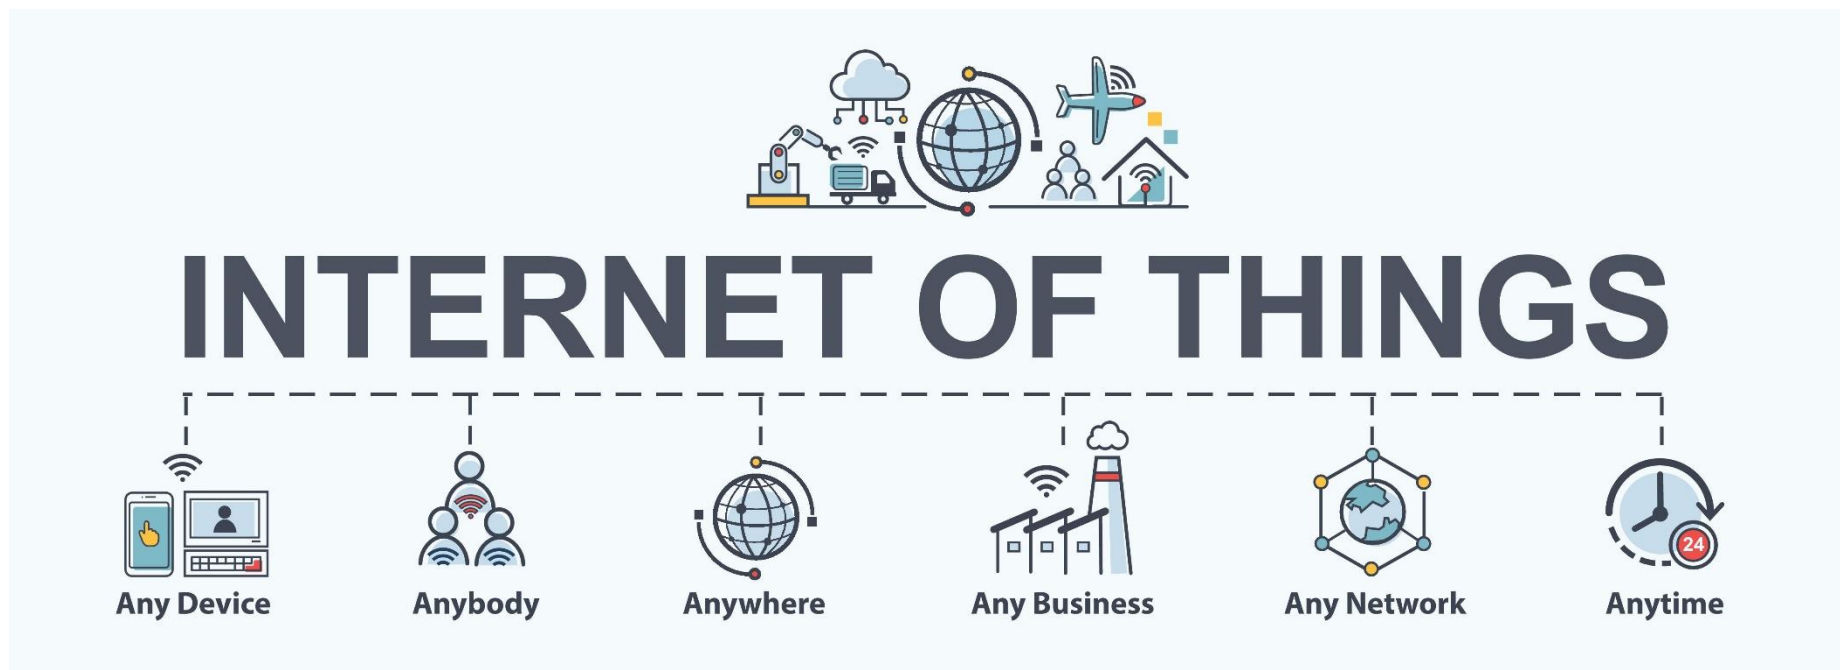 INTERNET OF THINGS
24
Any Device
Anybody
Anywhere
Any Business
Any Network
Anytime